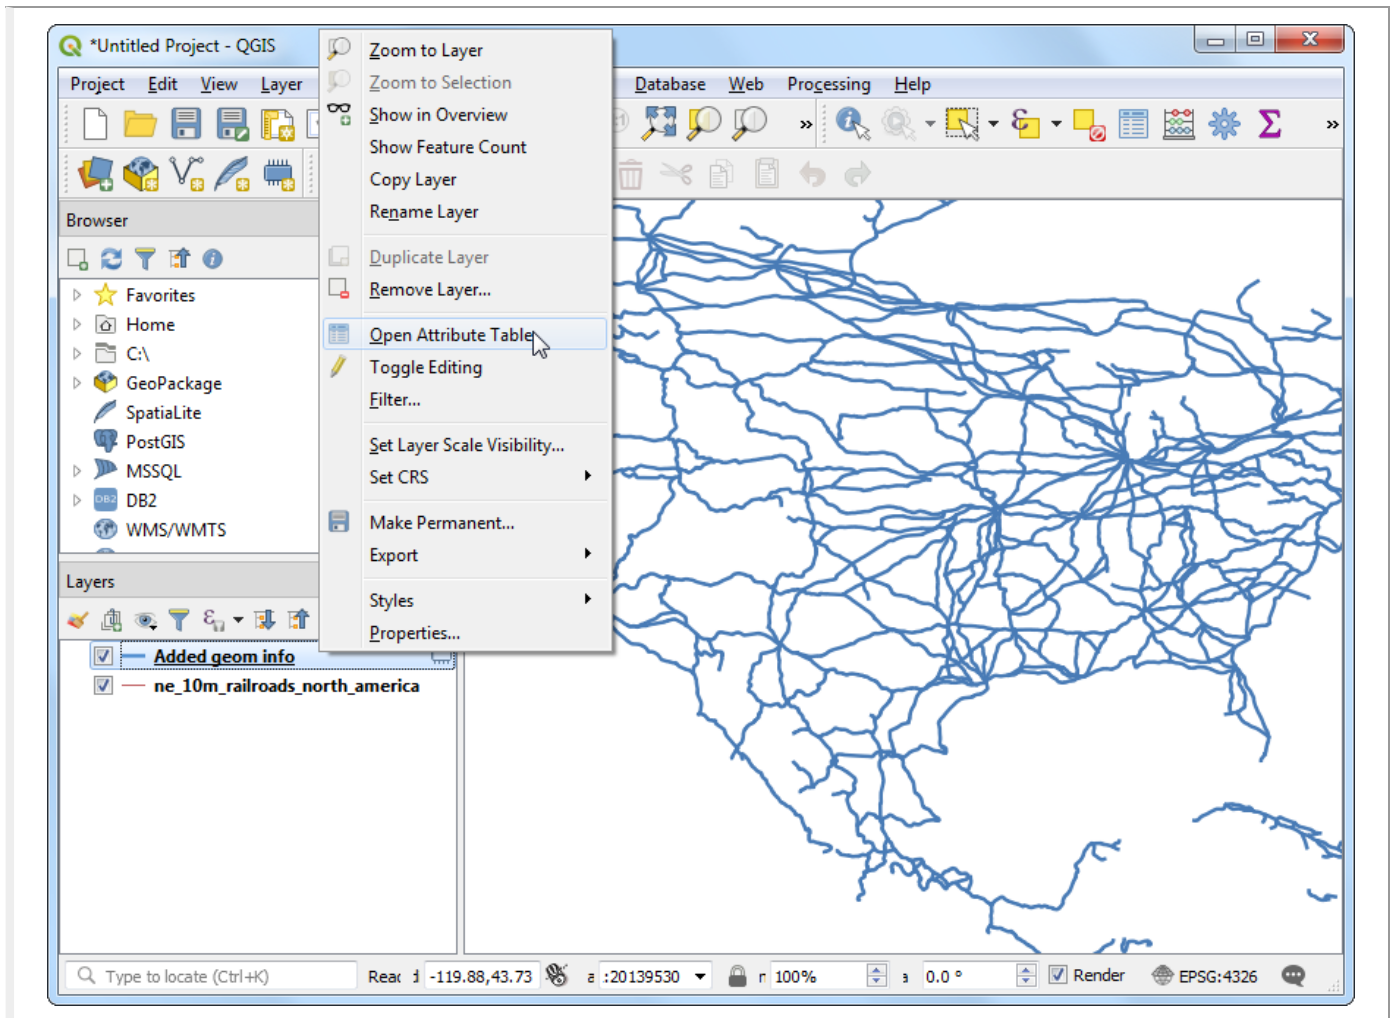 *Untitled Project - QGIS
Project Edit View Layer Database Web Processing Help
Zoom to Layer
Zoom to Selection
Show in Overview
Show Feature Count
Copy Layer
Rename Layer
Duplicate Layer
Remove Layer...
Open Attribute Table
Toggle Editing
Filter...
Set Layer Scale Visibility...
Set CRS
Make Permanent...
Export
Styles
Properties...
Browser
Favorites
Home
C:\
GeoPackage
SpatiaLite
PostGIS
MSSQL
DB2
DB2
WMS/WMTS
Layers
Added geom info
ne_10m_railroads_north_america
Type to locate (Ctrl+K) -119.88,43.73 :20139530 100% 0.0 ° Render EPSG:4326